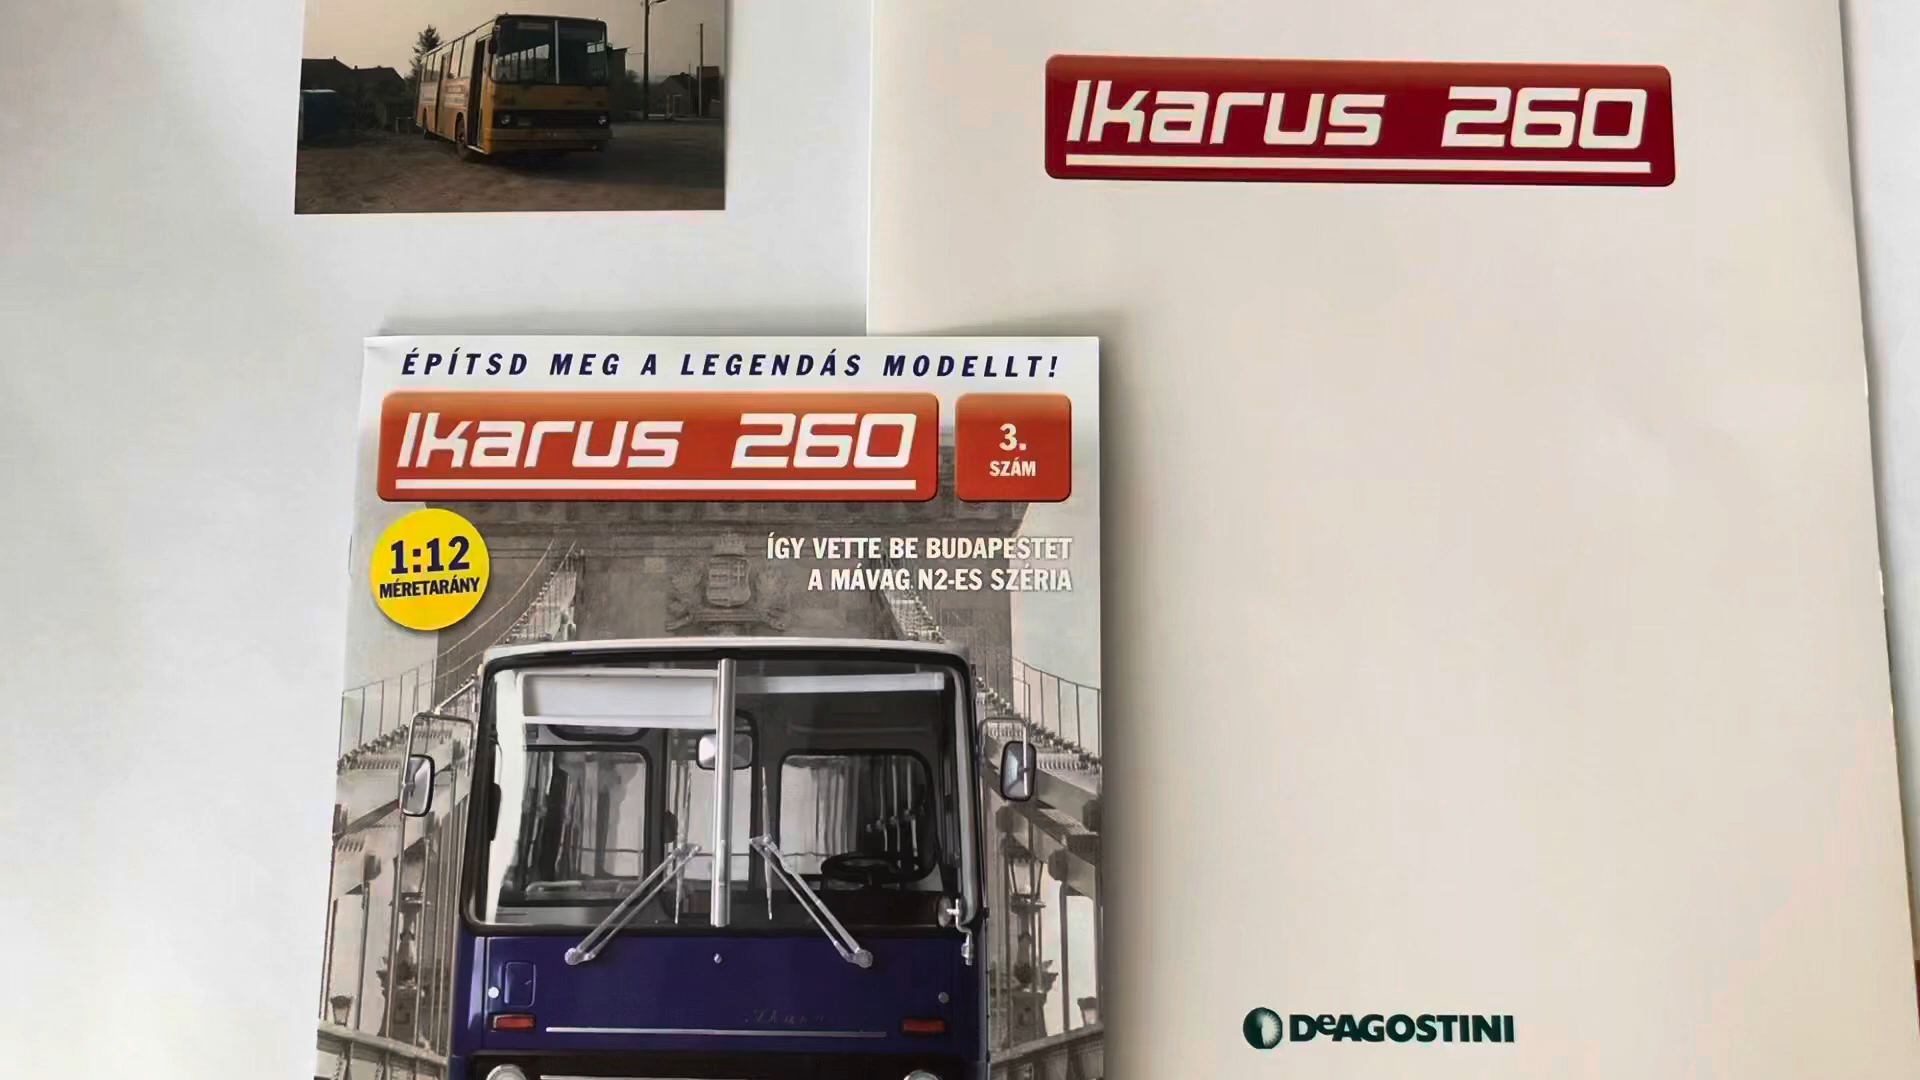 Ikarus 260
ÉPÍTSD MEG A LEGENDÁS MODELLT!
Ikarus 260
3.
SZÁM
1:12
MÉRETARÁNY
ÍGY VETTE BE BUDAPESTET
A MÁVAG N2-ES SZÉRIA
Ikarus
DEAGOSTINI